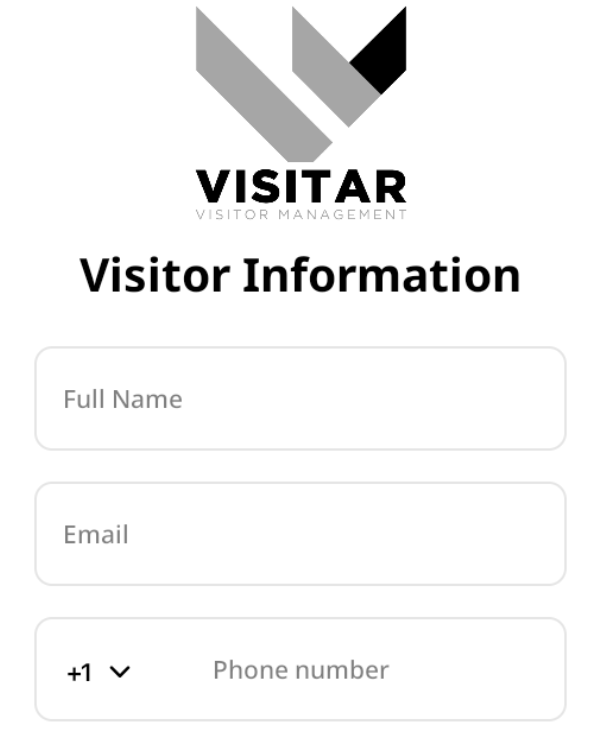 VISITAR
VISITOR MANAGEMENT
Visitor Information
Full Name
Email
+1 Phone number